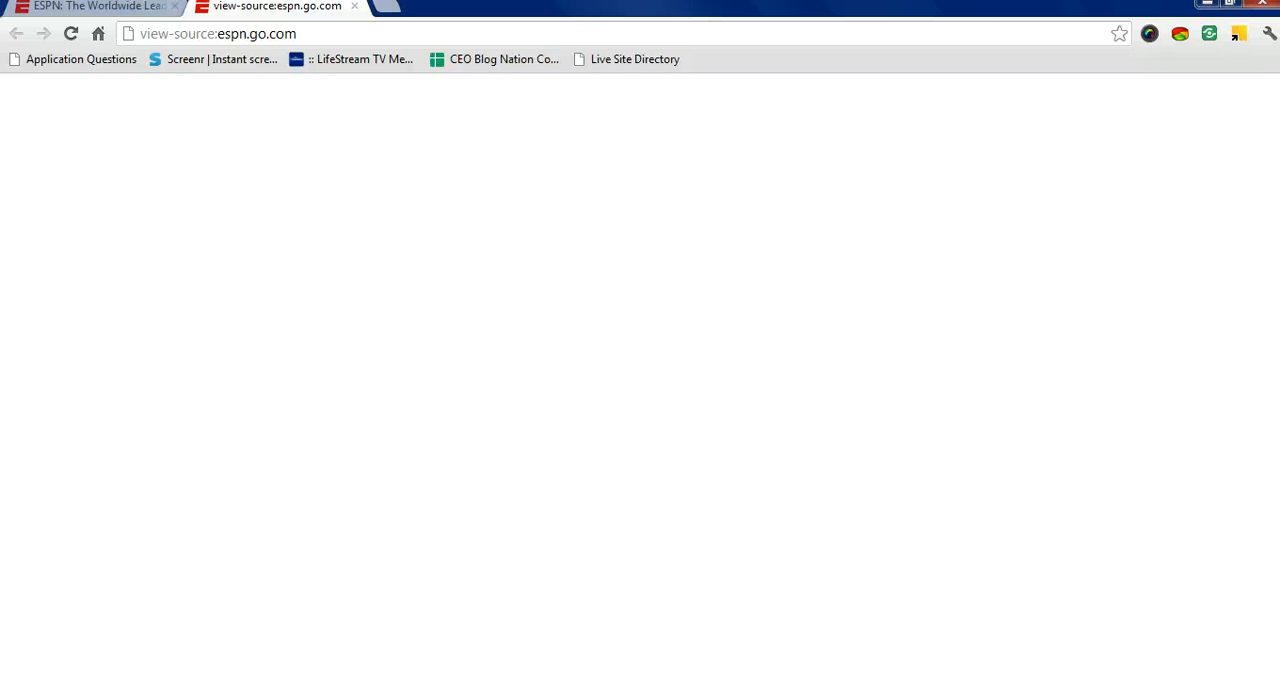 ESPN: The Worldwide Lead
view-source:espn.go.com
view-source:espn.go.com
Application Questions
Screenr | Instant scre...
:: LifeStream TV Me...
CEO Blog Nation Co...
Live Site Directory